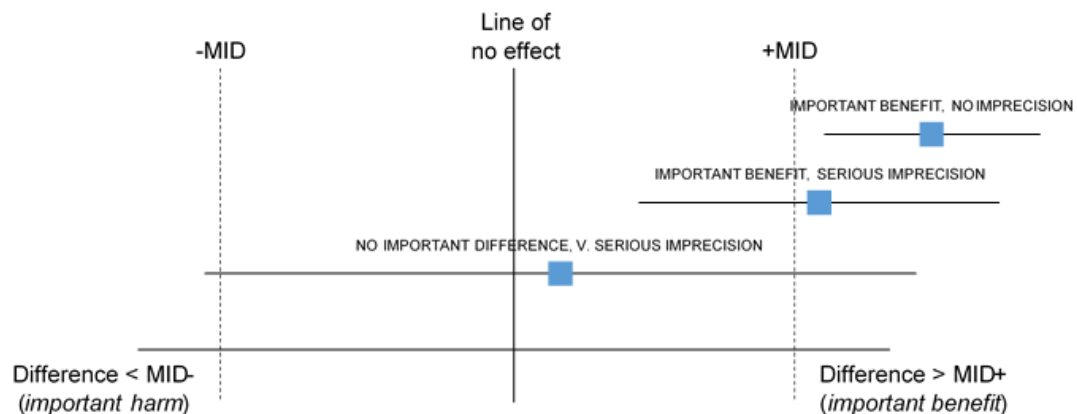 Line of
no effect
-MID
+MID
IMPORTANT BENEFIT, NO IMPRECISION
IMPORTANT BENEFIT, SERIOUS IMPRECISION
NO IMPORTANT DIFFERENCE, V. SERIOUS IMPRECISION
Difference < MID-
(important harm)
Difference > MID+
(important benefit)